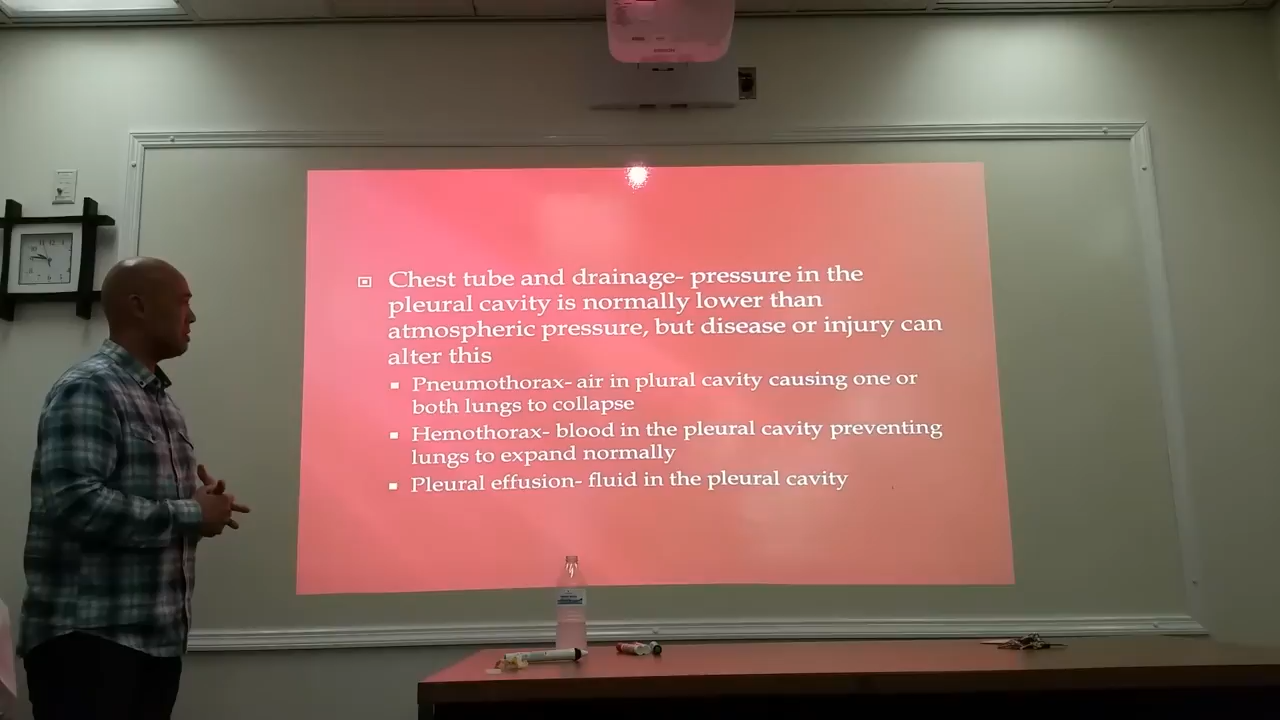 Chest tube and drainage- pressure in the
pleural cavity is normally lower than
atmospheric pressure, but disease or injury can
alter this
Pneumothorax- air in plural cavity causing one or
both lungs to collapse
Hemothorax- blood in the pleural cavity preventing
lungs to expand normally
Pleural effusion- fluid in the pleural cavity